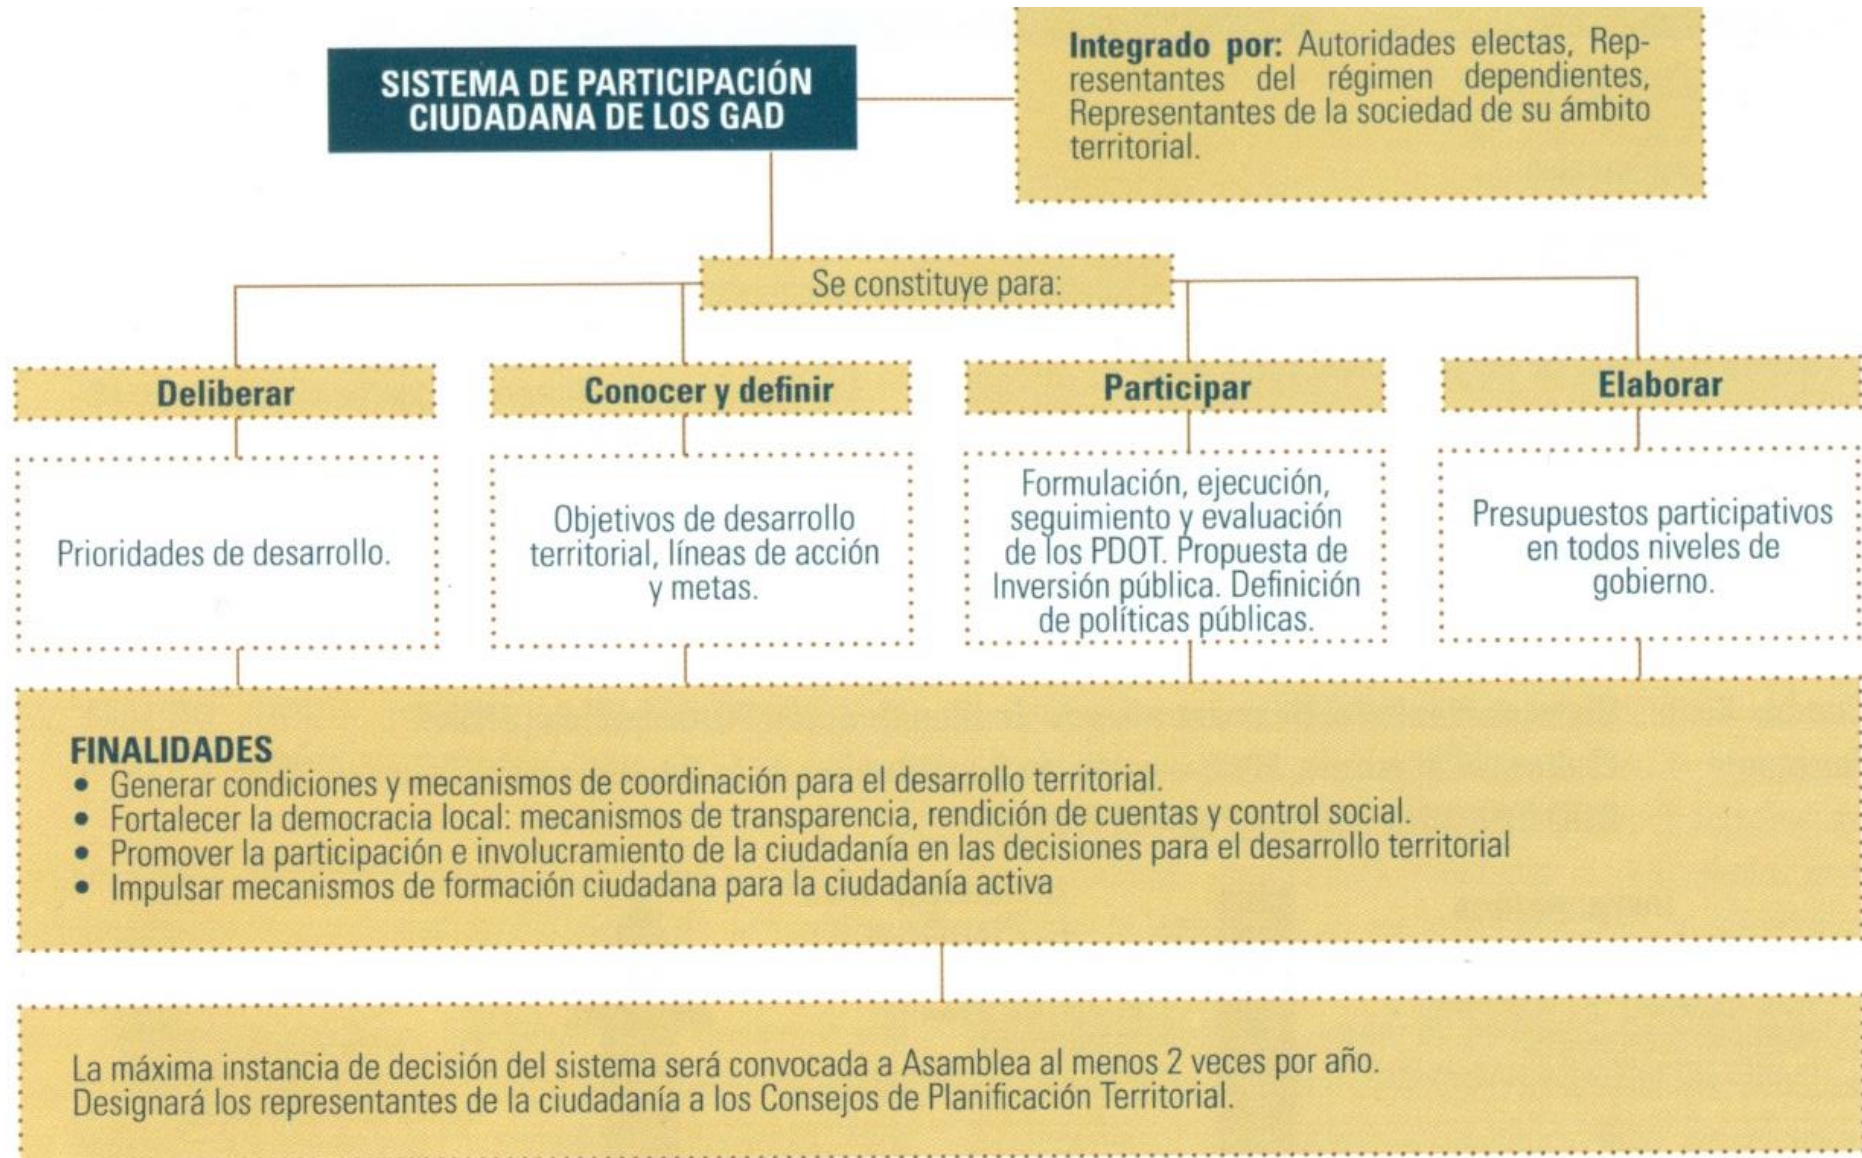 SISTEMA DE PARTICIPACIÓN
CIUDADANA DE LOS GAD
Integrado por: Autoridades electas, Rep-
resentantes del régimen dependientes,
Representantes de la sociedad de su ámbito
territorial.
Se constituye para:
Deliberar
Prioridades de desarrollo.
Conocer y definir
Objetivos de desarrollo
territorial, líneas de acción
y metas.
Participar
Formulación, ejecución,
seguimiento y evaluación
de los PDOT. Propuesta de
Inversión pública. Definición
de políticas públicas.
Elaborar
Presupuestos participativos
en todos niveles de
gobierno.
FINALIDADES
• Generar condiciones y mecanismos de coordinación para el desarrollo territorial.
• Fortalecer la democracia local: mecanismos de transparencia, rendición de cuentas y control social.
• Promover la participación e involucramiento de la ciudadanía en las decisiones para el desarrollo territorial
• Impulsar mecanismos de formación ciudadana para la ciudadanía activa
La máxima instancia de decisión del sistema será convocada a Asamblea al menos 2 veces por año.
Designará los representantes de la ciudadanía a los Consejos de Planificación Territorial.